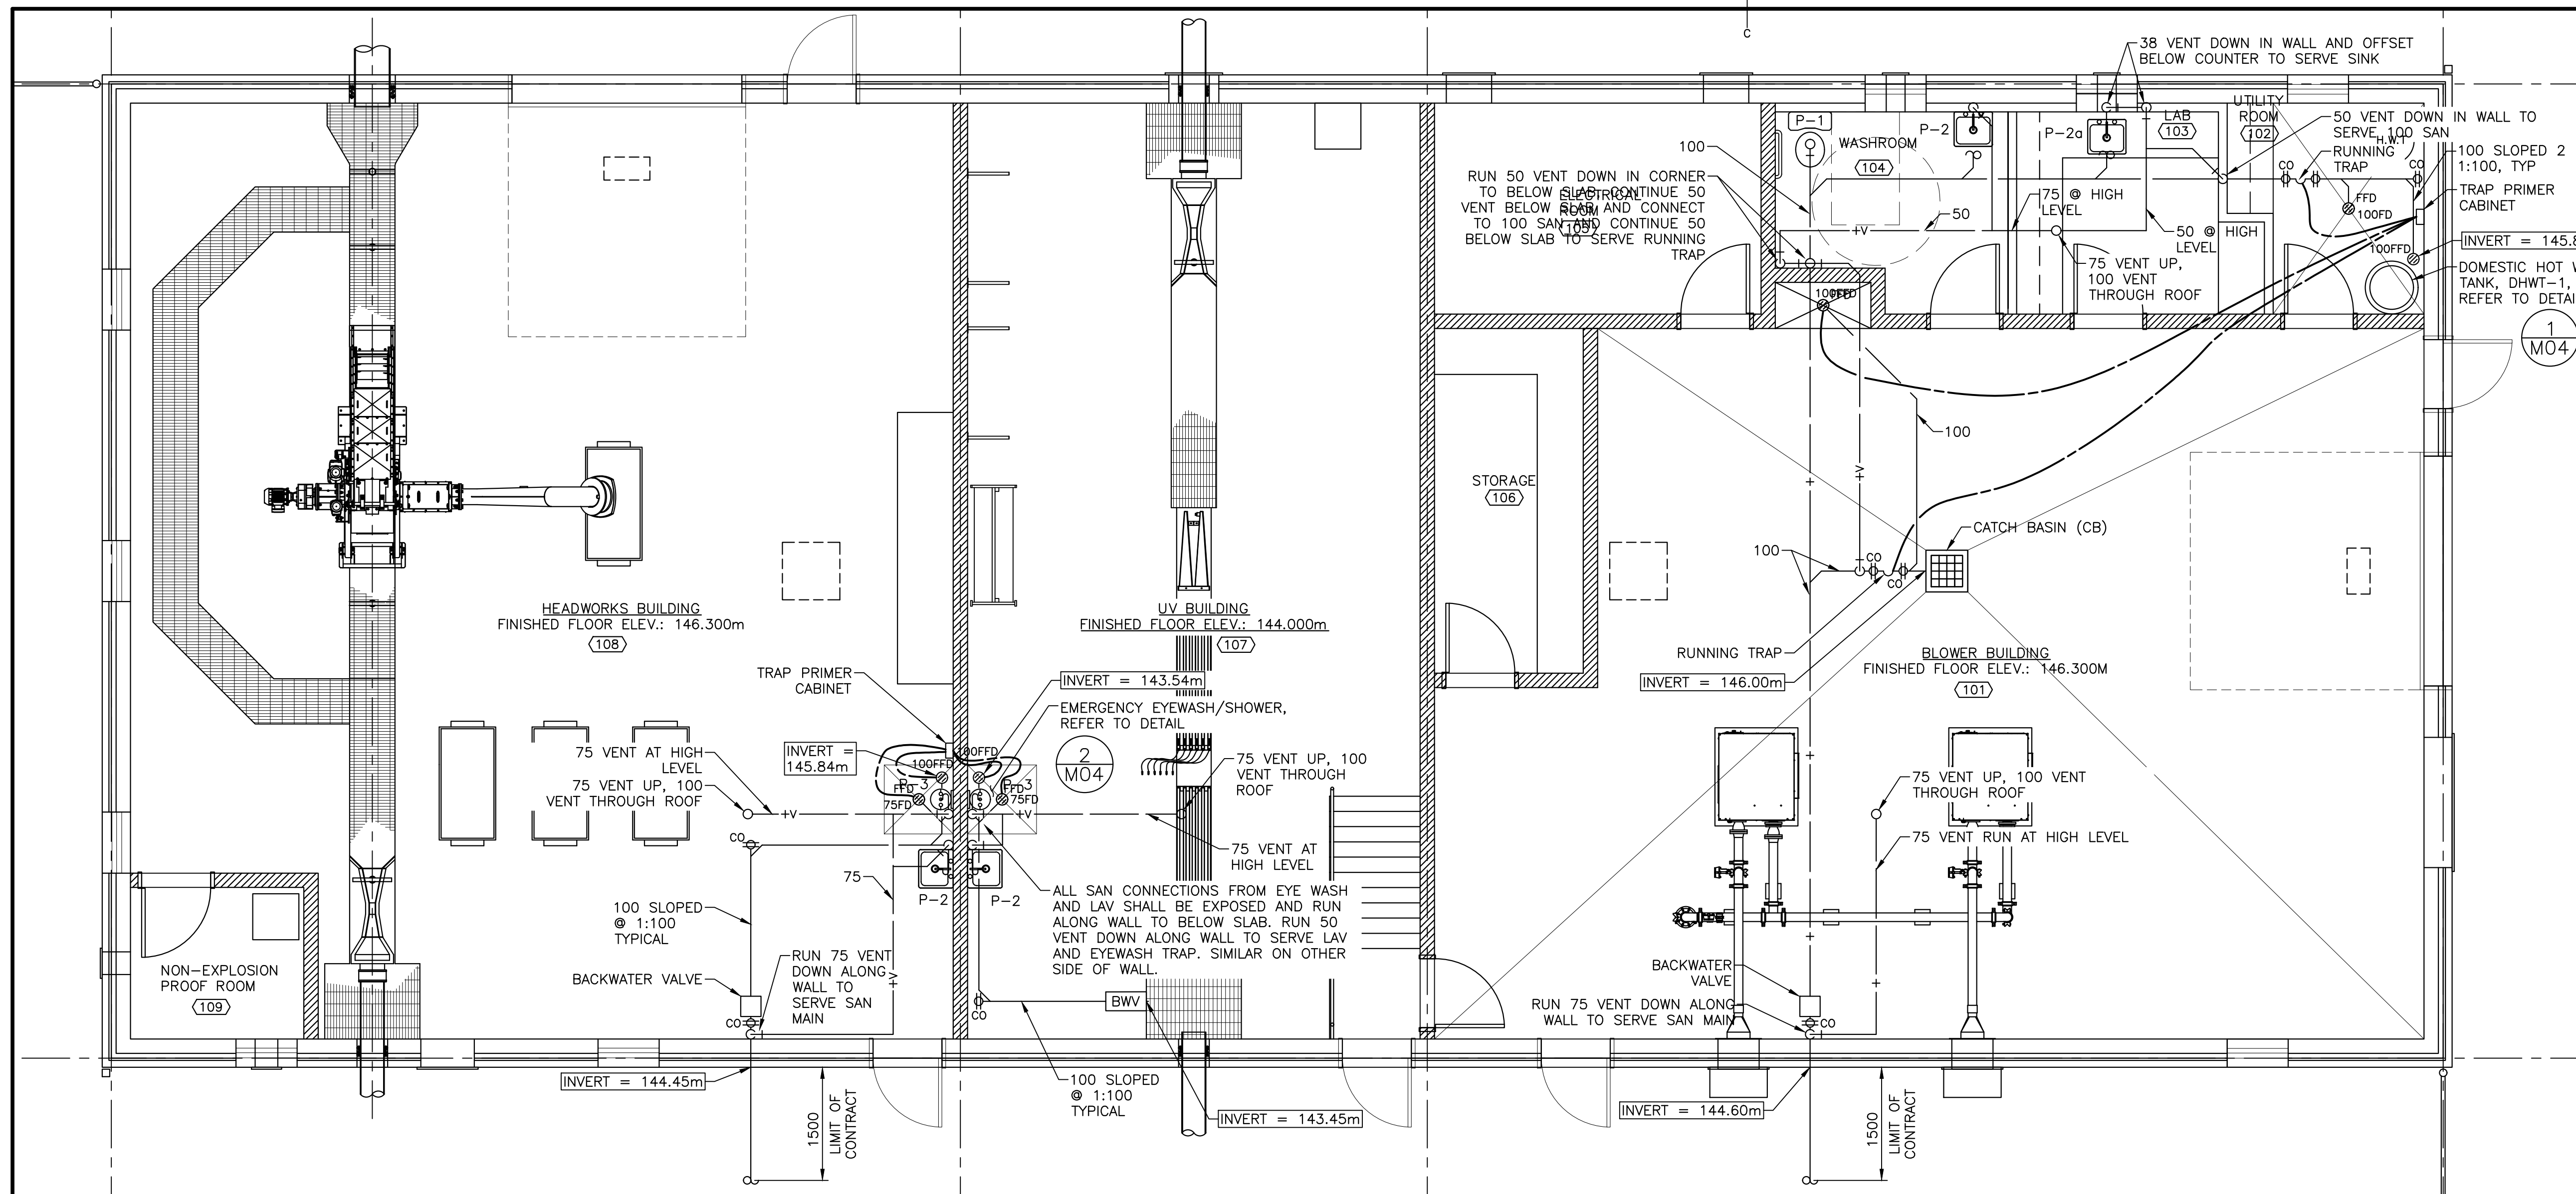 C
38 VENT DOWN IN WALL AND OFFSET
BELOW COUNTER TO SERVE SINK
P-1
WASHROOM
104
P-2
P-2a
LAB
103
UTILITY
ROOM
102
50 VENT DOWN IN WALL TO
SERVE 100 SAN
H.W.T
RUNNING
TRAP
CO
CO
100 SLOPED 2
1:100, TYP
TRAP PRIMER
CABINET
FFD
100FD
100FFD
INVERT = 145.8
DOMESTIC HOT W
TANK, DHWT-1,
REFER TO DETAI
1
M04
100
RUN 50 VENT DOWN IN CORNER
TO BELOW SLAB. CONTINUE 50
VENT BELOW SLAB AND CONNECT
TO 100 SAN AND CONTINUE 50
BELOW SLAB TO SERVE RUNNING
TRAP
ELECTRICAL
ROOM
105
50
V
75 @ HIGH
LEVEL
50 @ HIGH
LEVEL
75 VENT UP,
100 VENT
THROUGH ROOF
100
V
STORAGE
106
CATCH BASIN (CB)
100
CO
CO
RUNNING TRAP
INVERT = 146.00m
BLOWER BUILDING
FINISHED FLOOR ELEV.: 146.300M
101
HEADWORKS BUILDING
FINISHED FLOOR ELEV.: 146.300m
108
UV BUILDING
FINISHED FLOOR ELEV.: 144.000m
107
TRAP PRIMER
CABINET
INVERT = 143.54m
EMERGENCY EYEWASH/SHOWER,
REFER TO DETAIL
2
M04
INVERT =
145.84m
100FFD
100FFD
P-3
P-3
FFD
FFD
75FD
75FD
V
V
75 VENT AT HIGH
LEVEL
75 VENT UP, 100
VENT THROUGH ROOF
75 VENT UP, 100
VENT THROUGH
ROOF
75 VENT AT
HIGH LEVEL
75 VENT UP, 100 VENT
THROUGH ROOF
75 VENT RUN AT HIGH LEVEL
CO
75
P-2
P-2
ALL SAN CONNECTIONS FROM EYE WASH
AND LAV SHALL BE EXPOSED AND RUN
ALONG WALL TO BELOW SLAB. RUN 50
VENT DOWN ALONG WALL TO SERVE LAV
AND EYEWASH TRAP. SIMILAR ON OTHER
SIDE OF WALL.
100 SLOPED
@ 1:100
TYPICAL
NON-EXPLOSION
PROOF ROOM
109
BACKWATER VALVE
CO
RUN 75 VENT
DOWN ALONG
WALL TO
SERVE SAN
MAIN
V
CO
BWV
BACKWATER
VALVE
RUN 75 VENT DOWN ALONG
WALL TO SERVE SAN MAIN
CO
INVERT = 144.45m
1500
LIMIT OF
CONTRACT
100 SLOPED
@ 1:100
TYPICAL
INVERT = 143.45m
INVERT = 144.60m
1500
LIMIT OF
CONTRACT